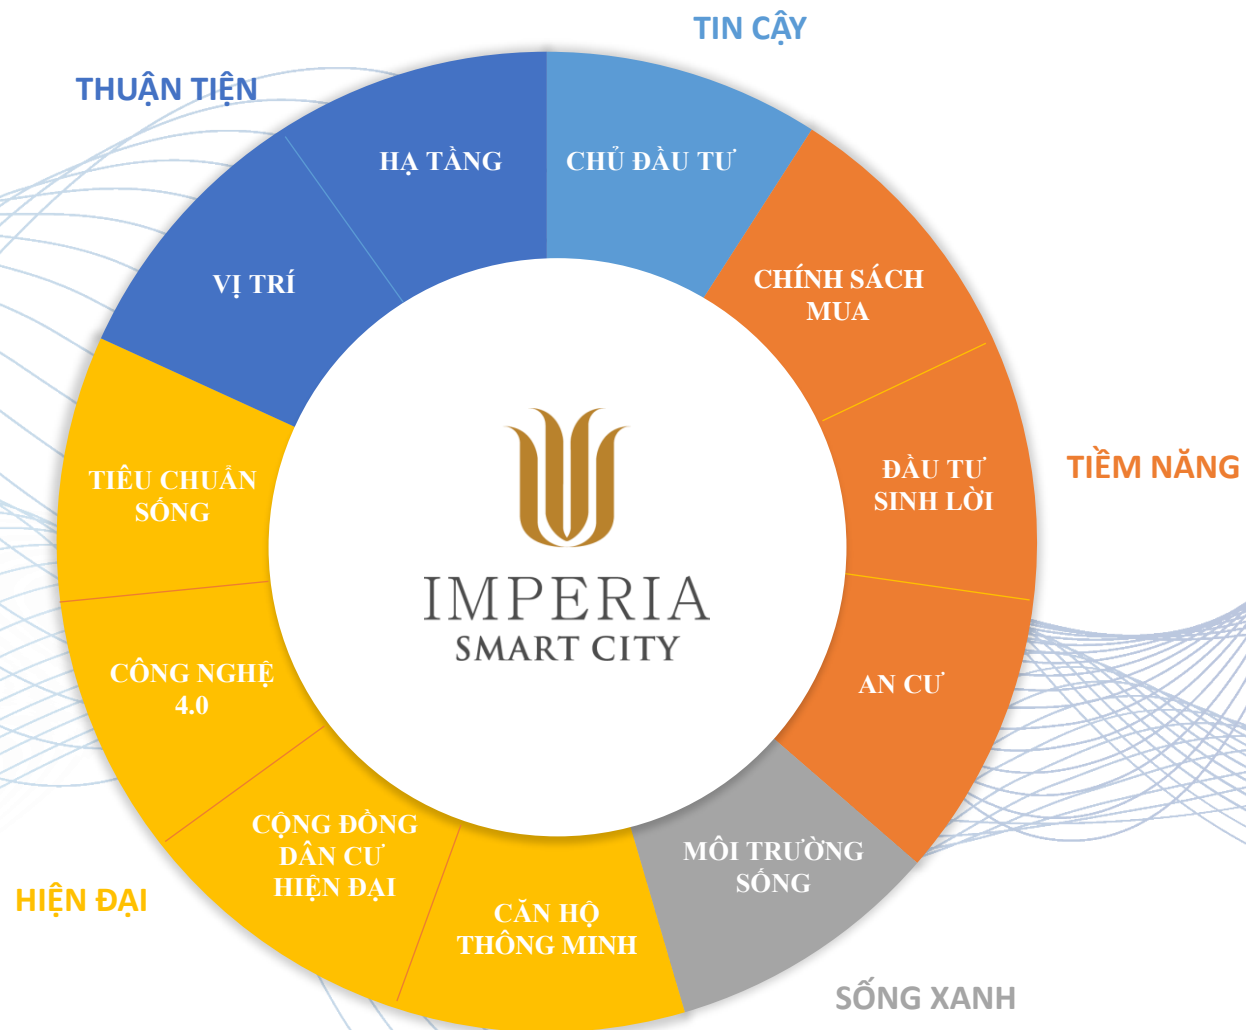 TIN CẬY
THUẬN TIỆN
HẠ TẦNG
CHỦ ĐẦU TƯ
VỊ TRÍ
CHÍNH SÁCH
MUA
TIÊU CHUẨN
SỐNG
ĐẦU TƯ
SINH LỜI
TIỀM NĂNG
IMPERIA
SMART CITY
CÔNG NGHỆ
4.0
AN CƯ
CỘNG ĐỒNG
DÂN CƯ
HIỆN ĐẠI
MÔI TRƯỜNG
SỐNG
HIỆN ĐẠI
CĂN HỘ
THÔNG MINH
SỐNG XANH